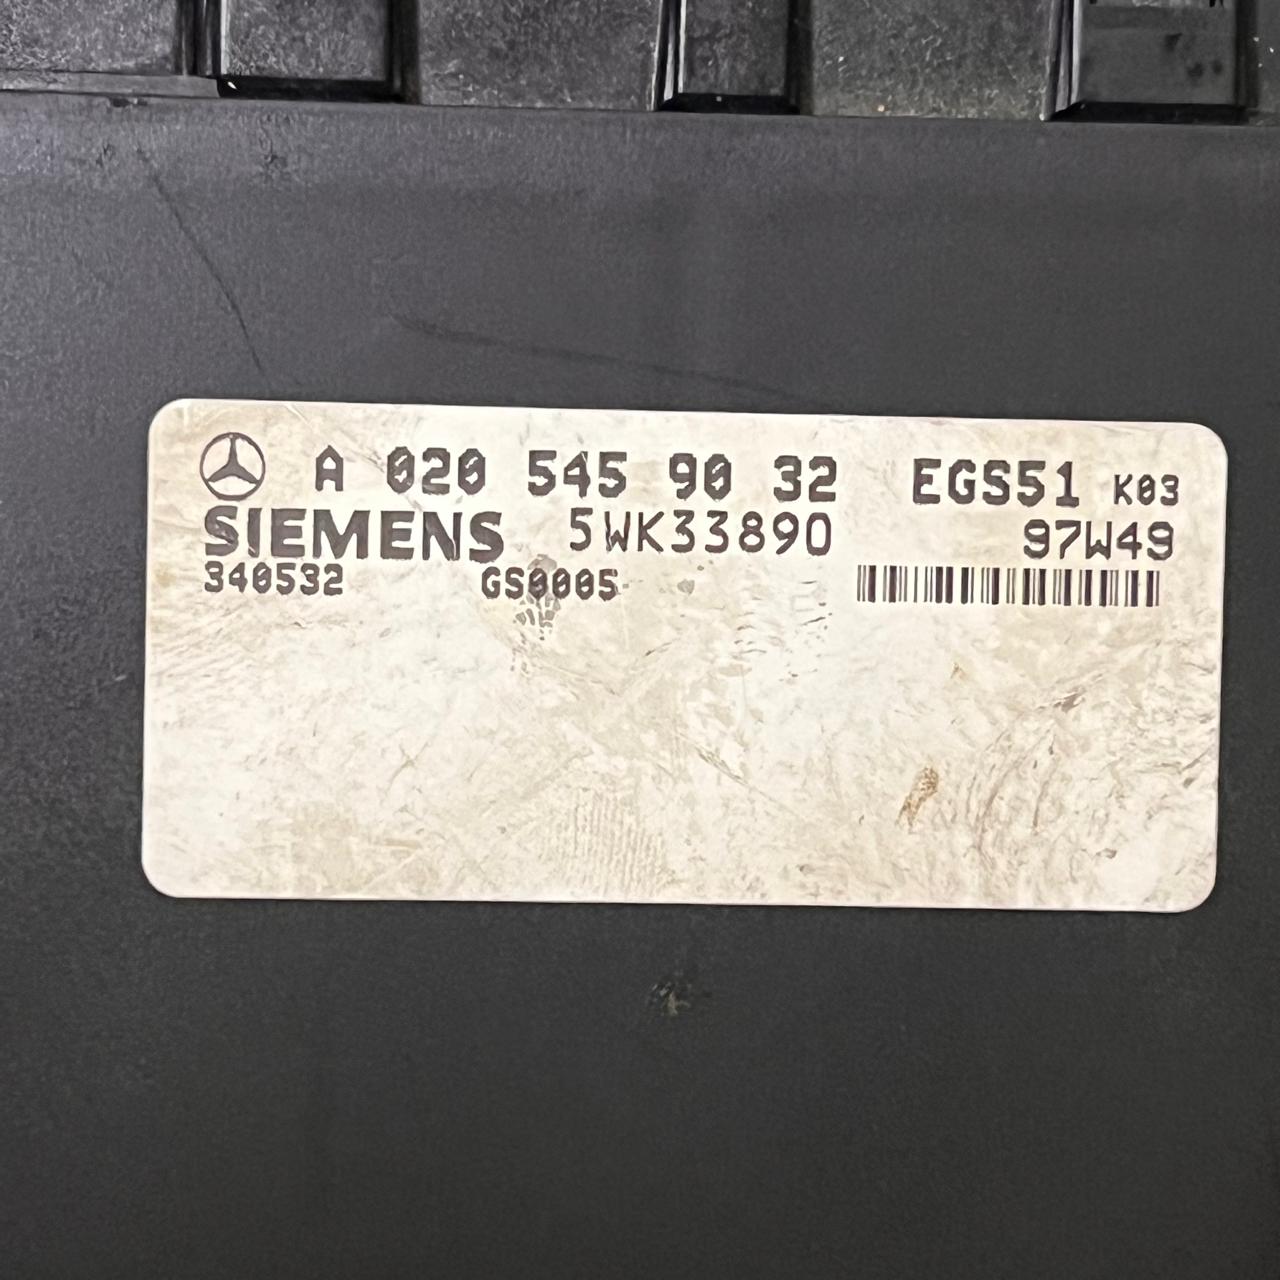 A 020 545 90 32 EGS51 K03
SIEMENS 5WK33890 97W49
340532 GS0005